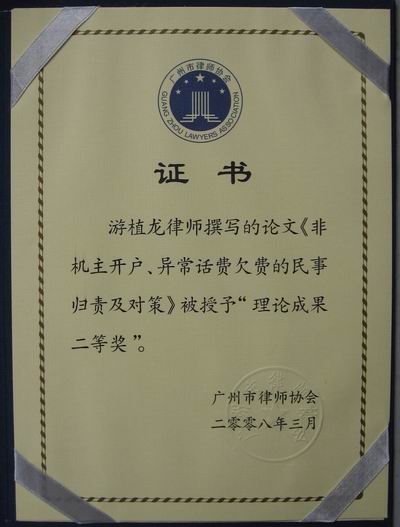 广州市律师协会
GUANG ZHOU LAWYERS ASSOCIATION
证书
游植龙律师撰写的论文《非
机主开户、异常话费欠费的民事
归责及对策》被授予“理论成果
二等奖”。
广州市律师协会
二零零八年三月